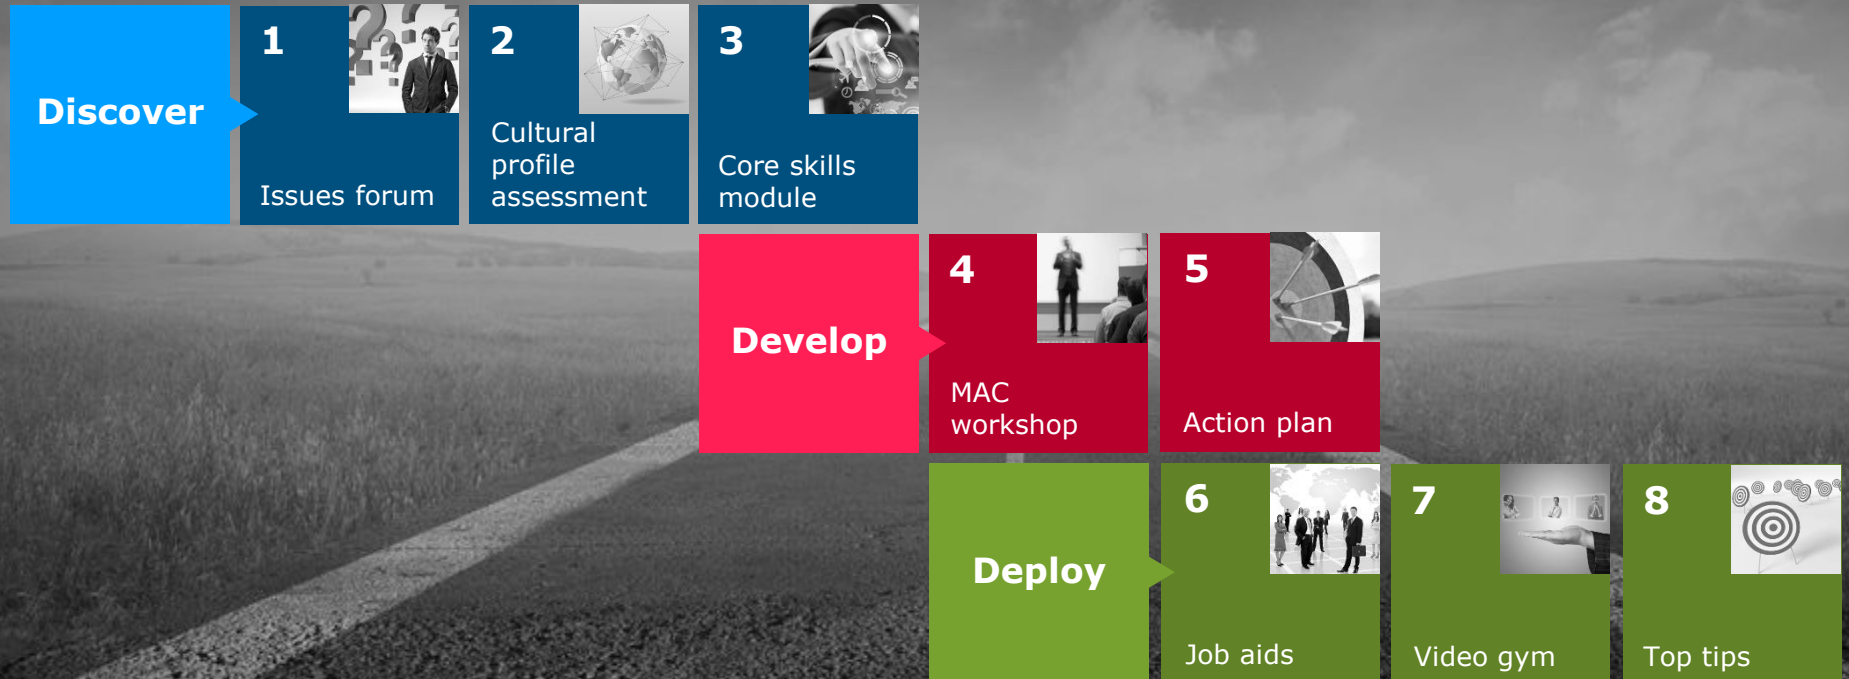 Discover
1
Issues forum
2
Cultural
profile
assessment
3
Core skills
module
Develop
4
MAC
workshop
5
Action plan
Deploy
6
Job aids
7
Video gym
8
Top tips